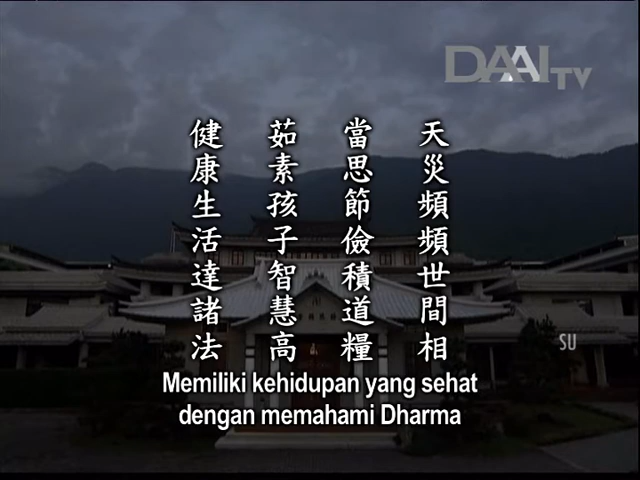 DAAI TV
天災頻頻世間相
當思節儉積道糧
茹素孩子智慧高
健康生活達諸法
SU
Memiliki kehidupan yang sehat
dengan memahami Dharma